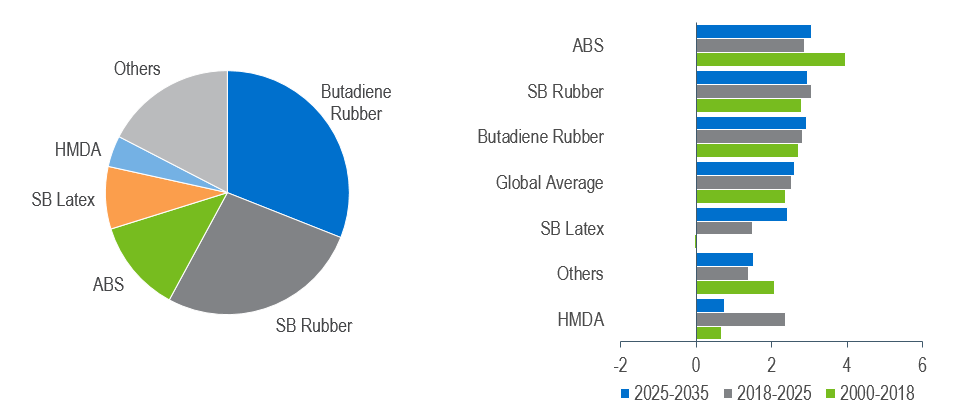 Others
Butadiene
Rubber
HMDA
SB Latex
ABS
SB Rubber
ABS
SB Rubber
Butadiene Rubber
Global Average
SB Latex
Others
HMDA
-2 0 2 4 6
2025-2035 2018-2025 2000-2018